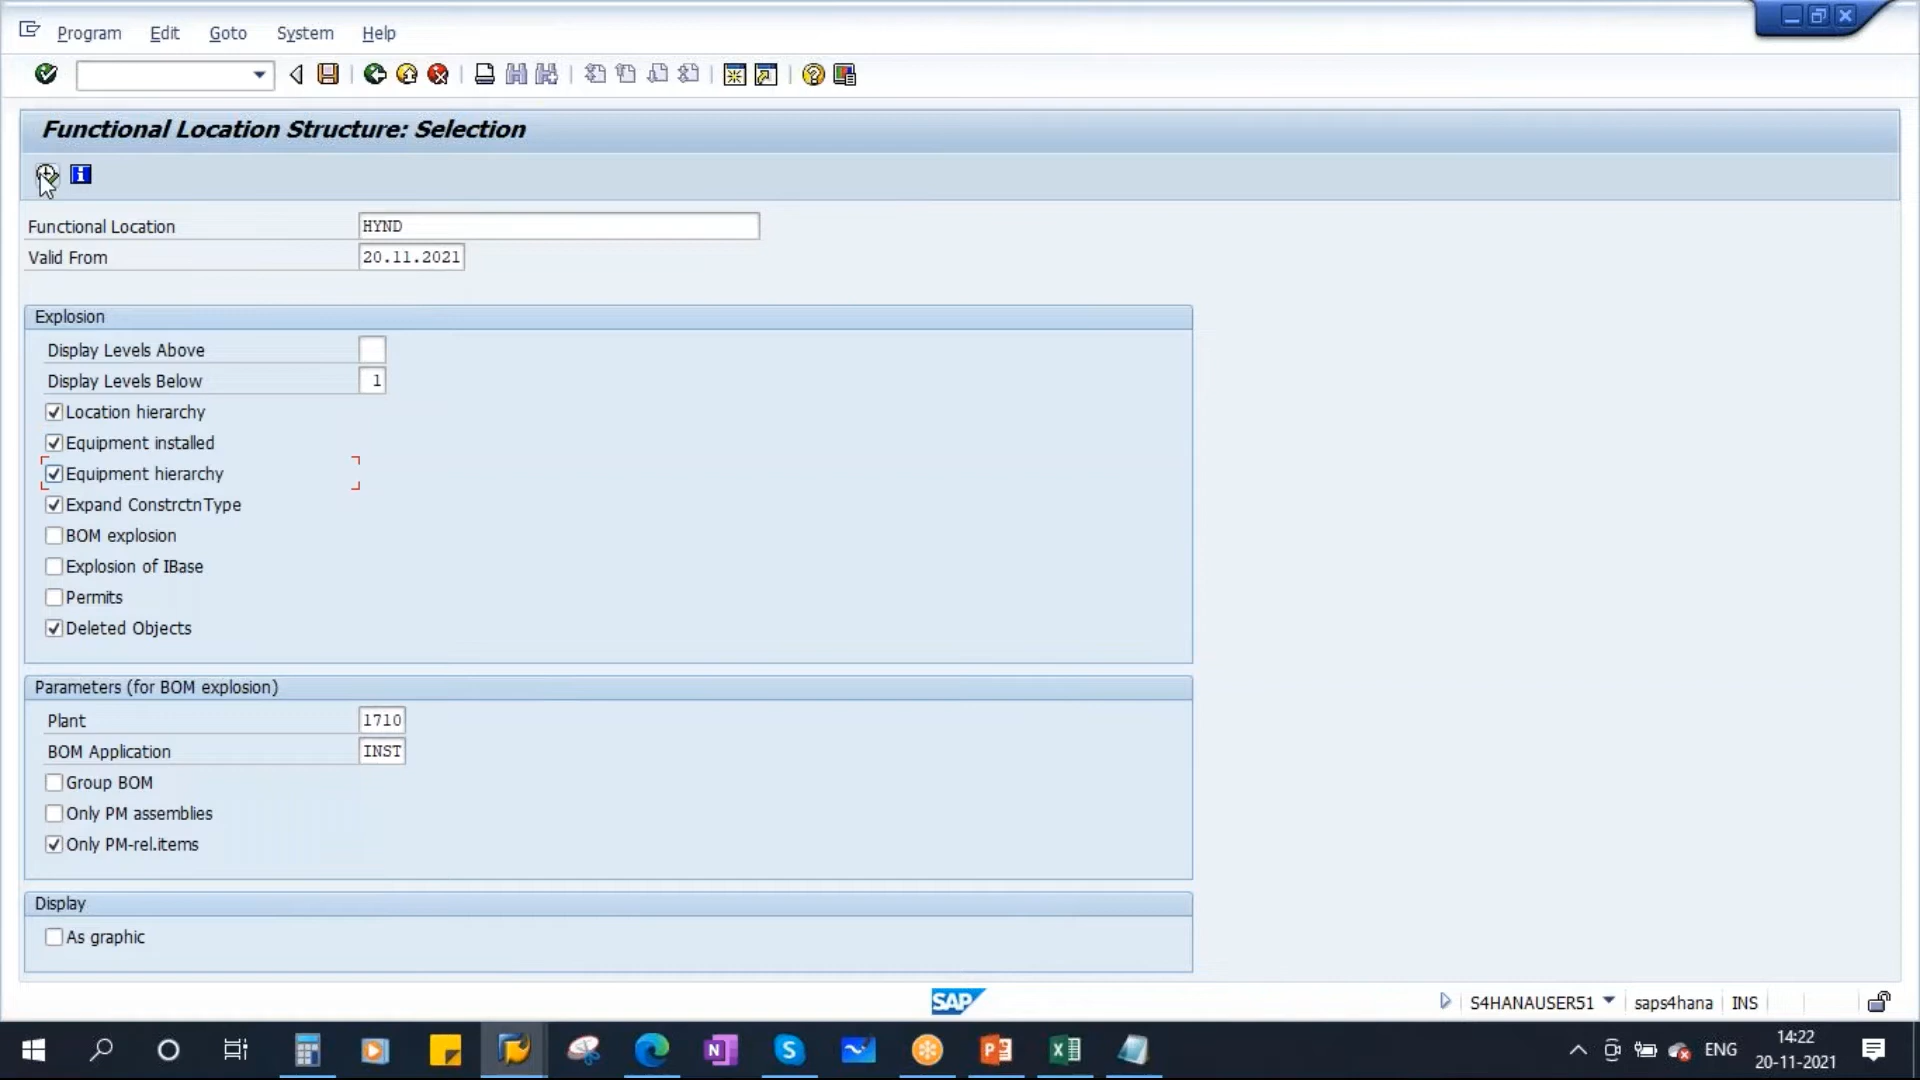 Program Edit Goto System Help
Functional Location Structure: Selection
Functional Location HYND
Valid From 20.11.2021
Explosion
Display Levels Above
Display Levels Below 1
Location hierarchy
Equipment installed
Equipment hierarchy
Expand ConstrctnType
BOM explosion
Explosion of IBase
Permits
Deleted Objects
Parameters (for BOM explosion)
Plant 1710
BOM Application INST
Group BOM
Only PM assemblies
Only PM-rel.items
Display
As graphic
SAP S4HANAUSER51 saps4hana INS
ENG 14:22
20-11-2021